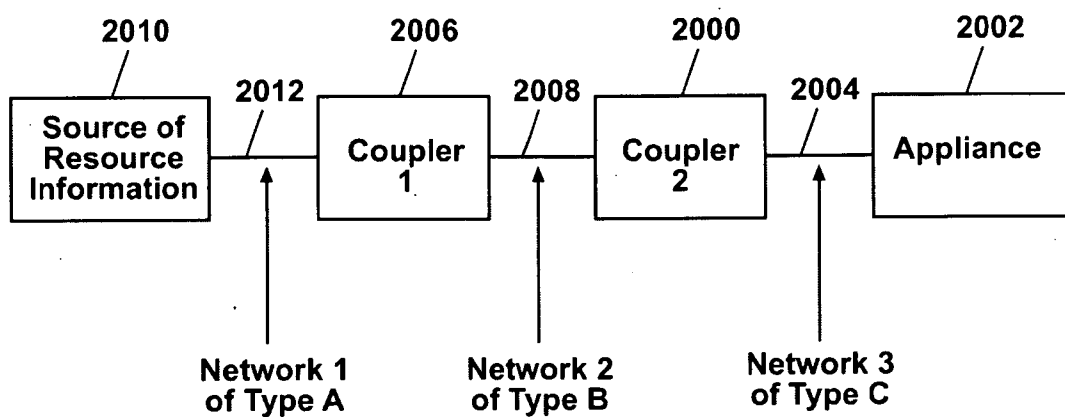 2010
2006
2000
2002
2012
2008
2004
Source of
Resource
Information
Coupler
1
Coupler
2
Appliance
Network 1
of Type A
Network 2
of Type B
Network 3
of Type C